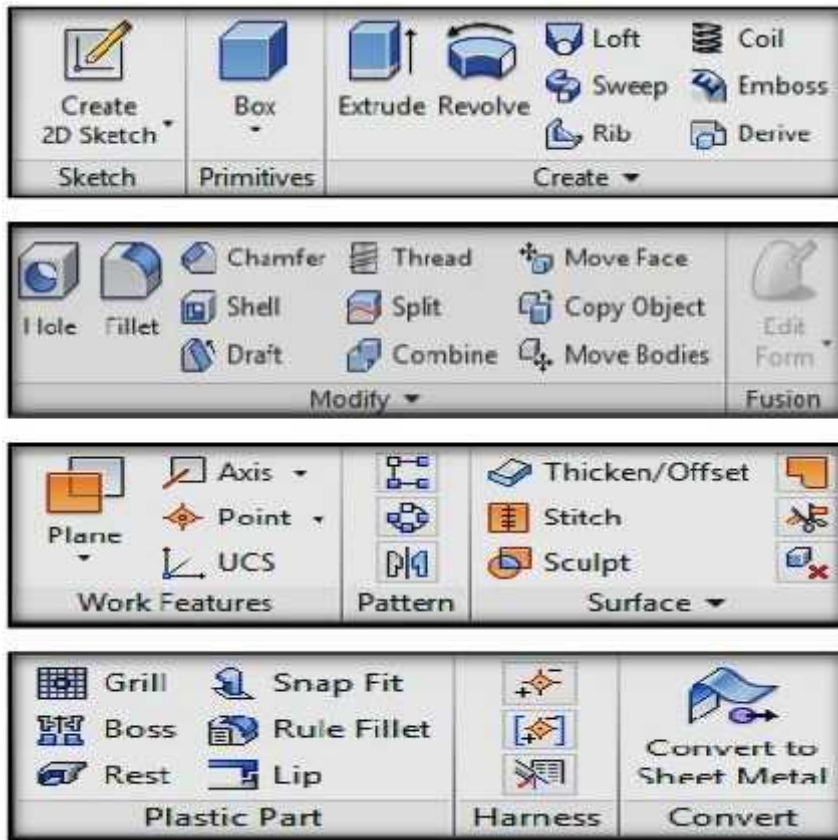 Create
2D Sketch
Box
Extrude Revolve
Loft
Coil
Sweep
Emboss
Rib
Derive
Sketch Primitives Create
Hole Fillet
Chamfer Thread Move Face
Shell Split Copy Object
Draft Combine Move Bodies
Edit
Form
Modify Fusion
Plane
Axis
Point
UCS
Thicken/Offset
Stitch
Sculpt
Work Features Pattern Surface
Grill Snap Fit
Boss Rule Fillet
Rest Lip
Convert to
Sheet Metal
Plastic Part Harness Convert